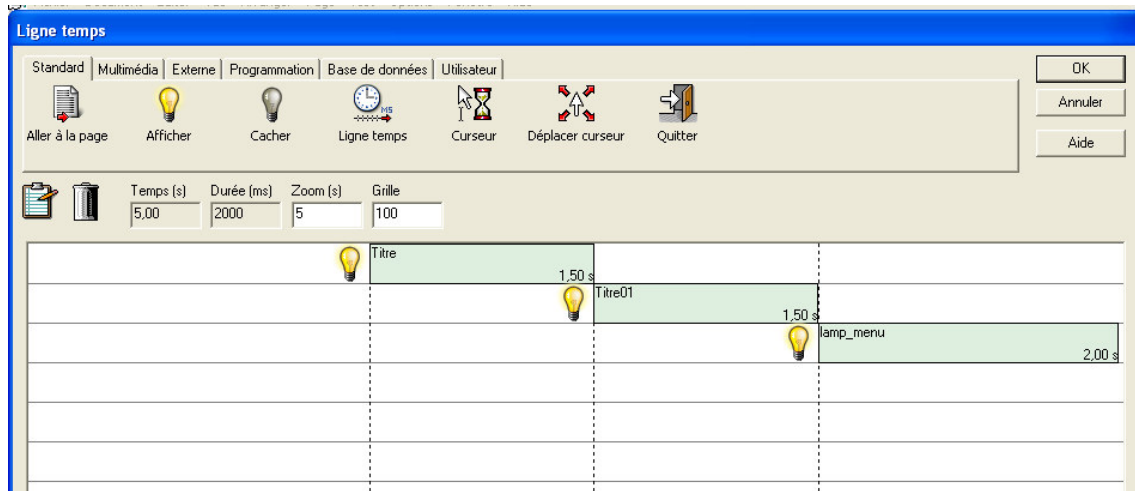 Ligne temps
Standard Multimédia Externe Programmation Base de données Utilisateur
OK
Annuler
Aide
MS
Aller à la page Afficher Cacher Ligne temps Curseur Déplacer curseur Quitter
Temps (s) Durée (ms) Zoom (s) Grille
5,00 2000 5 100
Titre
1,50 s
Titre01
1,50 s
lamp_menu
2,00 s